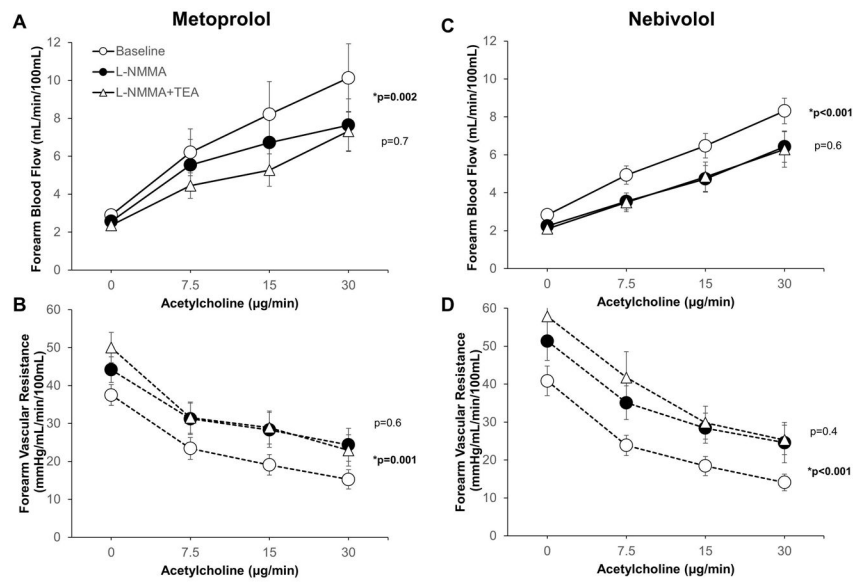 Metoprolol
Nebivolol
A
Forearm Blood Flow (mL/min/100mL)
12
10
8
6
4
2
0
Baseline
L-NMMA
L-NMMA+TEA
*p=0.002
p=0.7
0
7.5
15
30
Acetylcholine (µg/min)
C
Forearm Blood Flow (mL/min/100mL)
12
10
8
6
4
2
0
*p<0.001
p=0.6
0
7.5
15
30
Acetylcholine (µg/min)
B
Forearm Vascular Resistance
(mmHg/mL/min/100mL)
60
50
40
30
20
10
0
p=0.6
*p=0.001
0
7.5
15
30
Acetylcholine (µg/min)
D
Forearm Vascular Resistance
(mmHg/mL/min/100mL)
60
50
40
30
20
10
0
p=0.4
*p<0.001
0
7.5
15
30
Acetylcholine (µg/min)